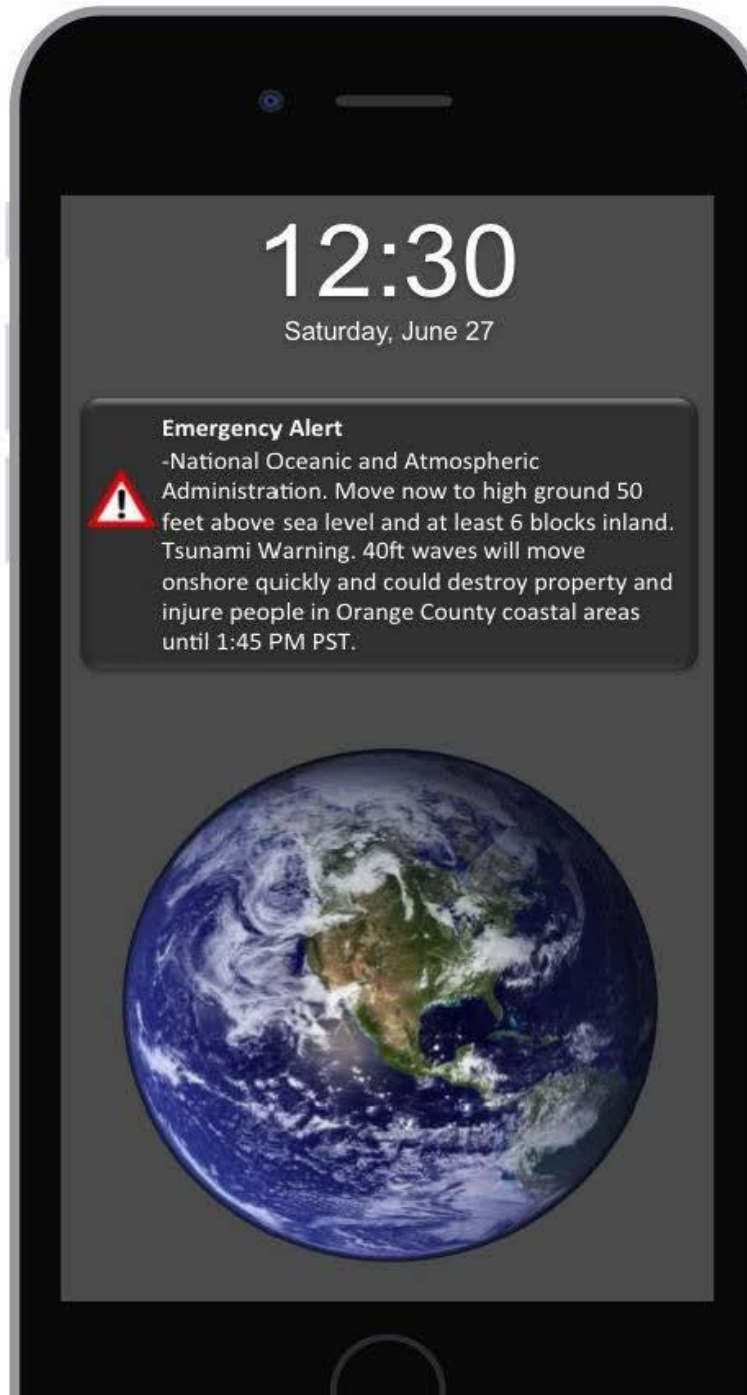 12:30
Saturday, June 27
Emergency Alert
-National Oceanic and Atmospheric
Administration. Move now to high ground 50
feet above sea level and at least 6 blocks inland.
Tsunami Warning. 40ft waves will move
onshore quickly and could destroy property and
injure people in Orange County coastal areas
until 1:45 PM PST.